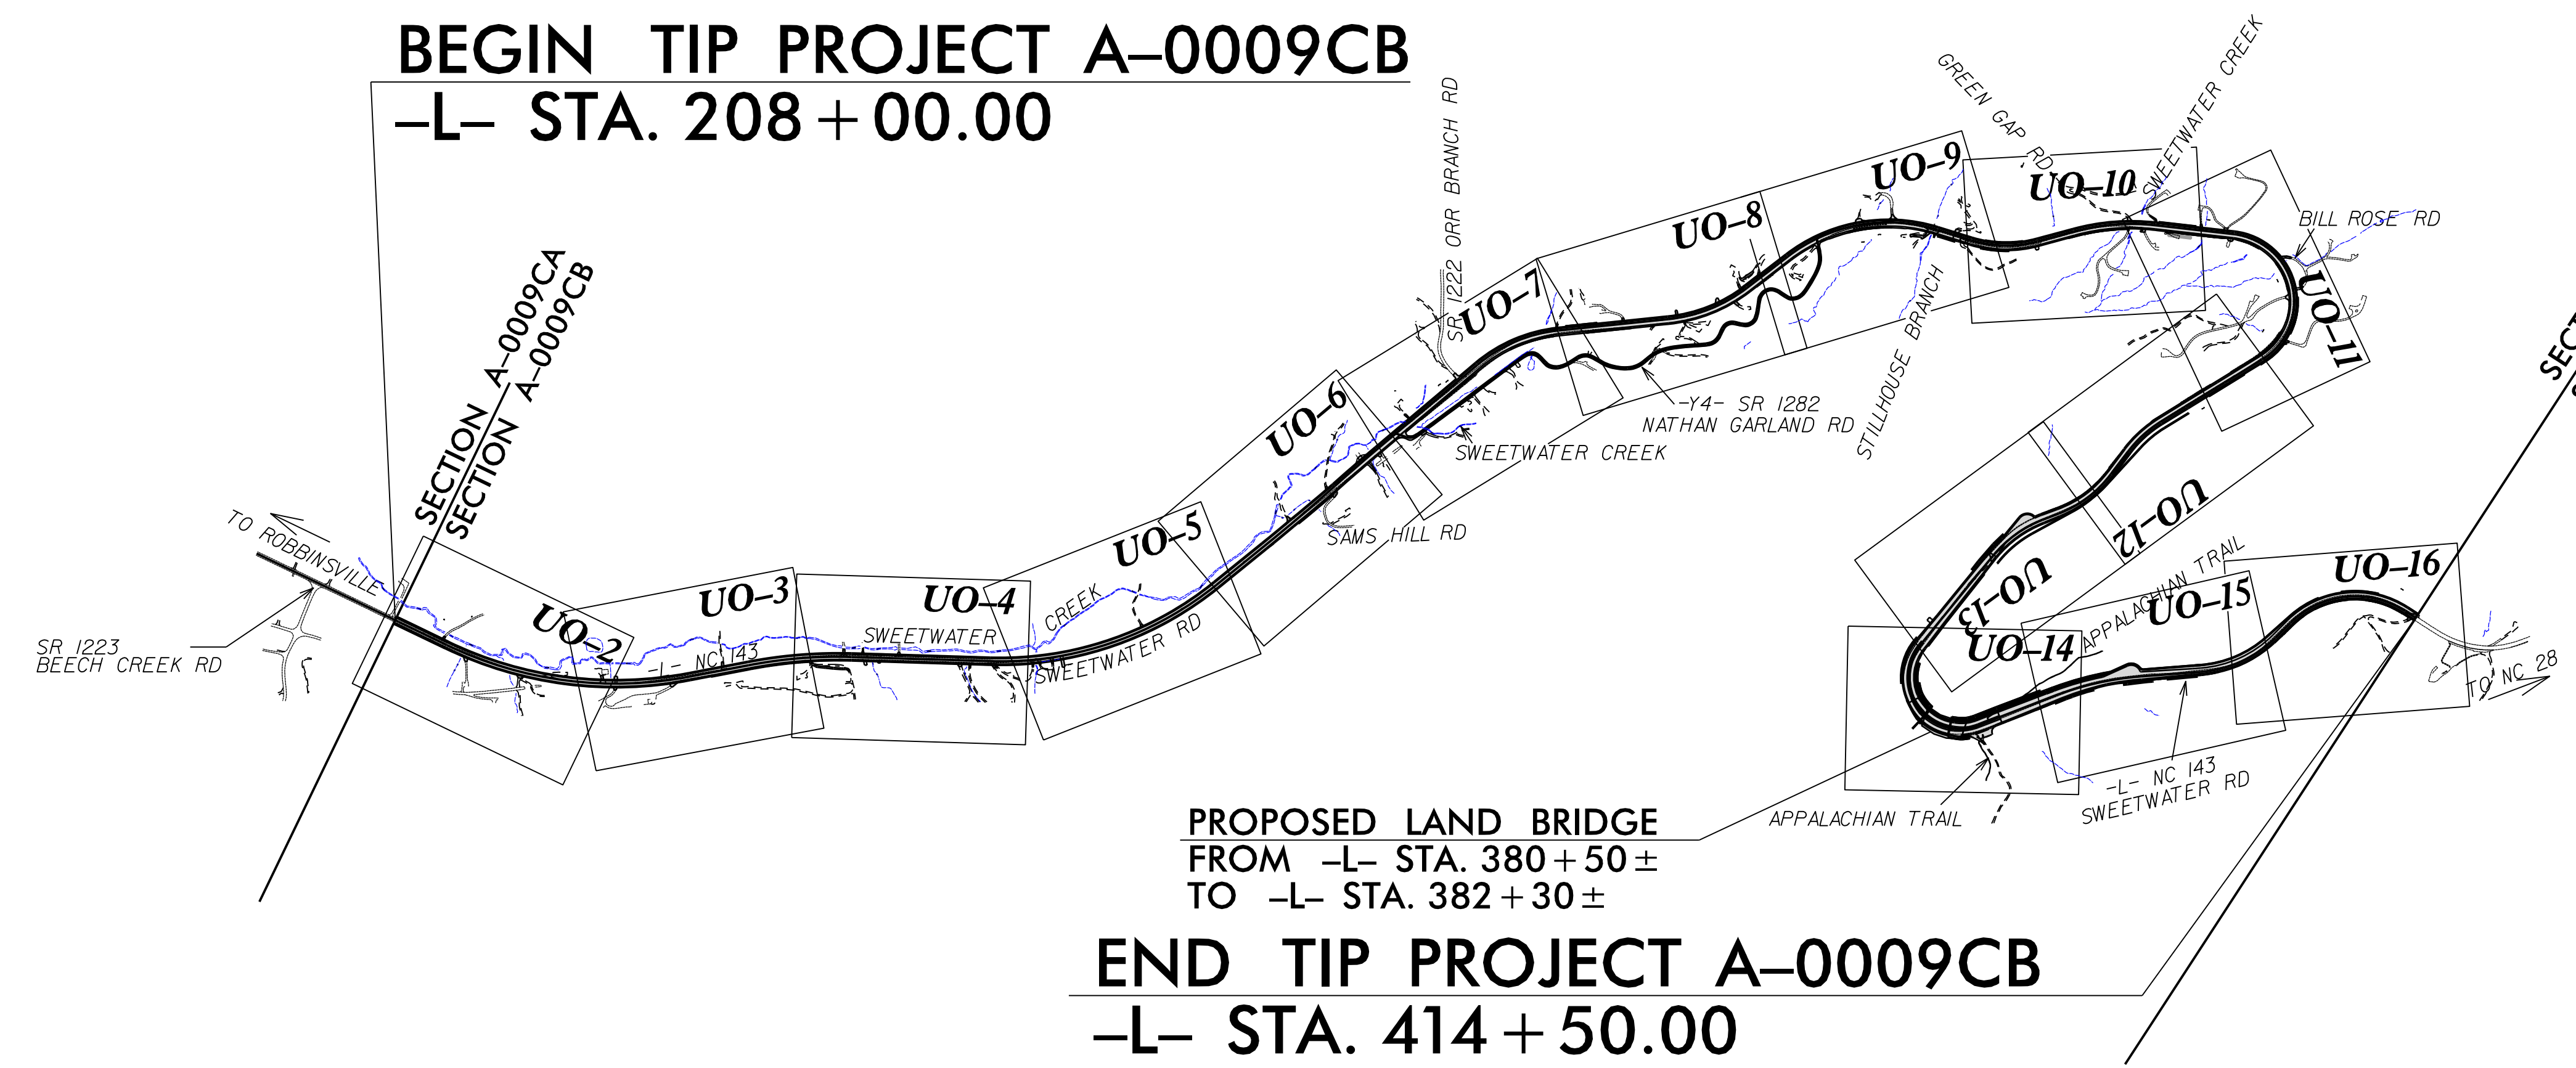 BEGIN TIP PROJECT A–0009CB
–L– STA. 208+00.00
SECTION A–0009CA
SECTION A–0009CB
TO ROBBINSVILLE
SR 1223
BEECH CREEK RD
UO–2
UO–3
–L– NC 143
UO–4
SWEETWATER
CREEK
SWEETWATER RD
UO–5
UO–6
SAMS HILL RD
SR 1222 ORR BRANCH RD
UO–7
SWEETWATER CREEK
–Y4– SR 1282
NATHAN GARLAND RD
UO–8
UO–9
STILLHOUSE BRANCH
GREEN GAP RD
UO–10
SWEETWATER CREEK
BILL ROSE RD
UO–11
UO–12
UO–13
UO–14
APPALACHIAN TRAIL
UO–15
UO–16
TO NC 28
–L– NC 143
SWEETWATER RD
APPALACHIAN TRAIL
PROPOSED LAND BRIDGE
FROM –L– STA. 380+50±
TO –L– STA. 382+30±
END TIP PROJECT A–0009CB
–L– STA. 414+50.00